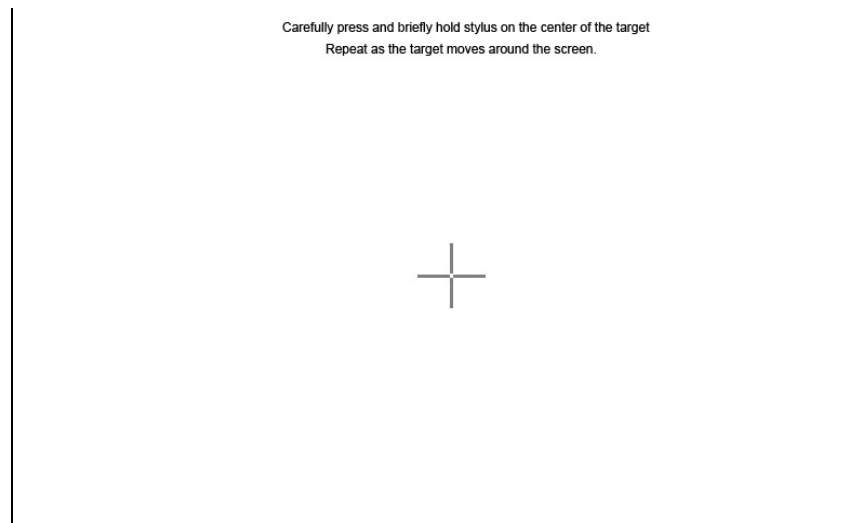 Carefully press and briefly hold stylus on the center of the target
Repeat as the target moves around the screen.